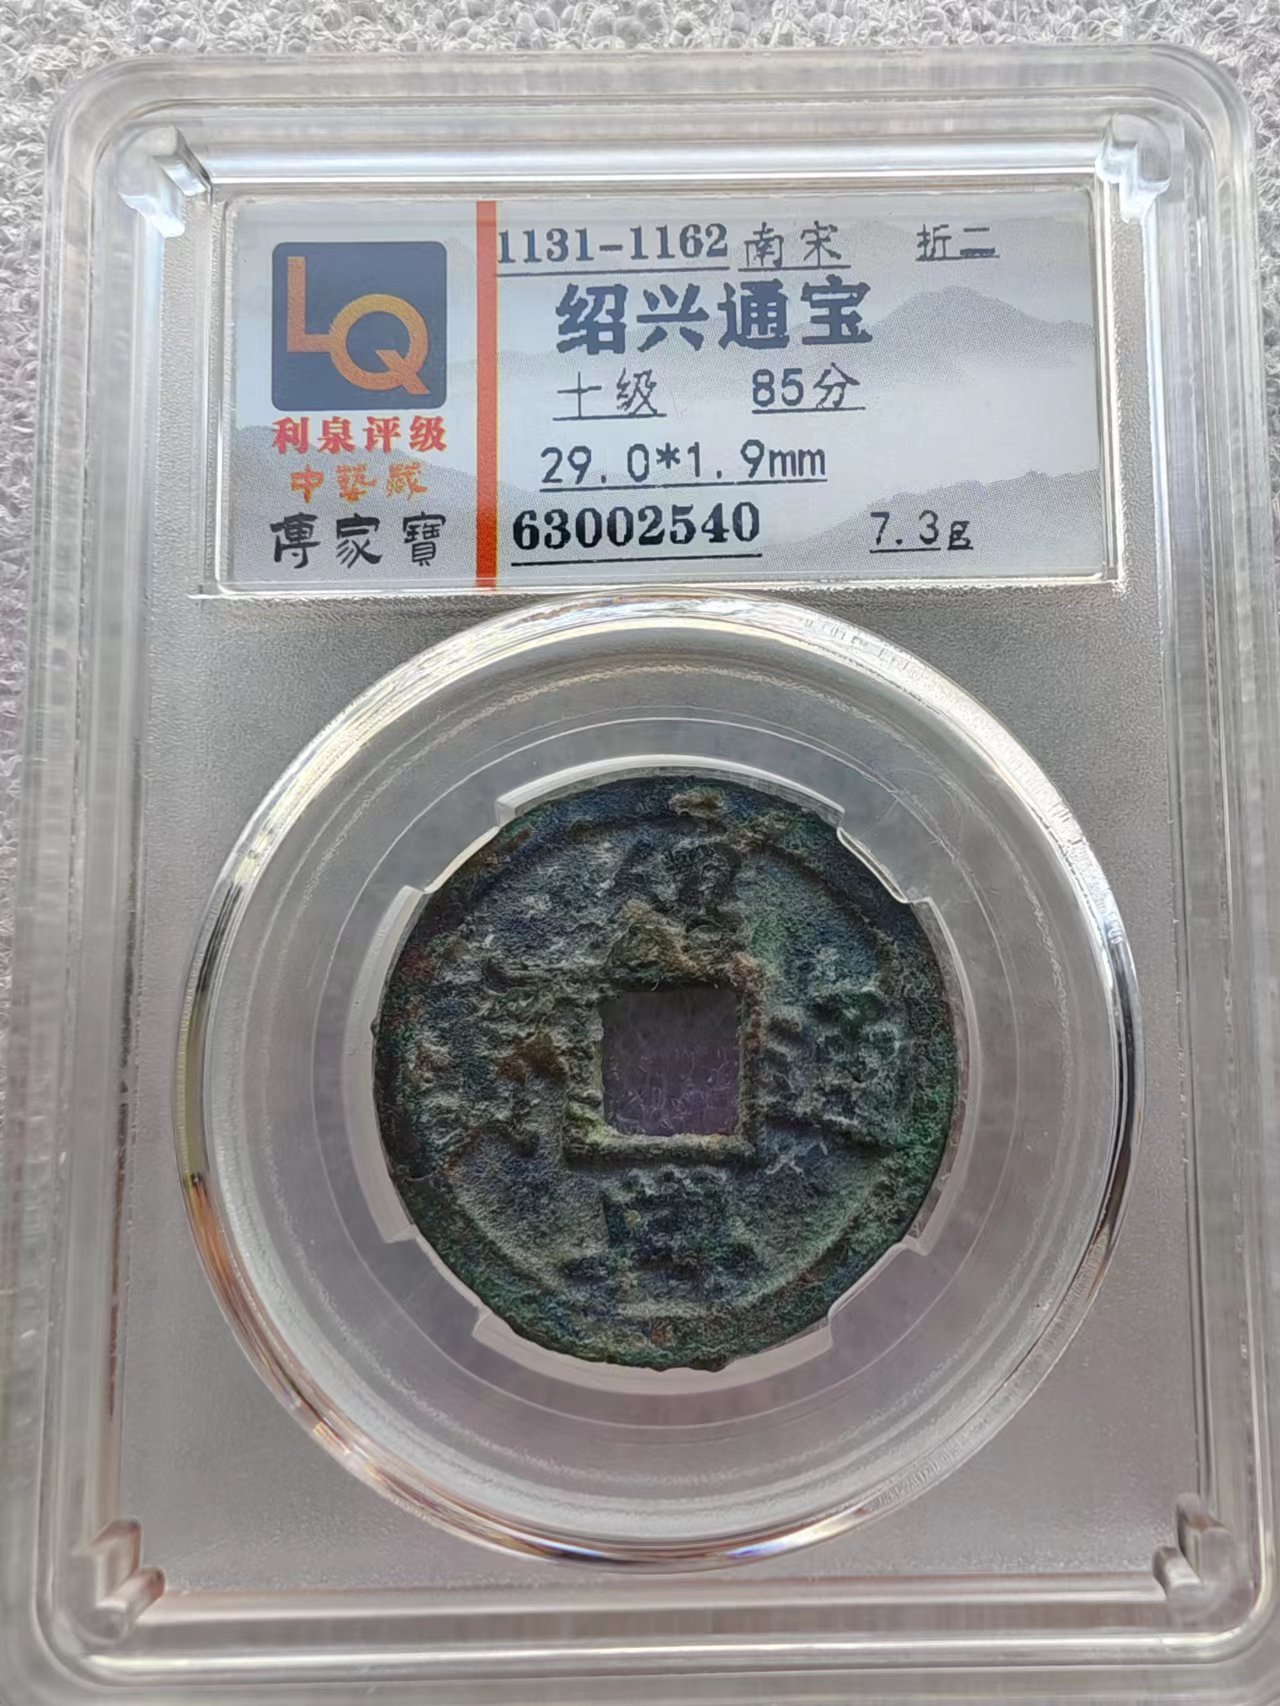 LQ
利泉评级
中藝藏
傳家寶
1131-1162 南宋 折二
绍兴通宝
十级 85分
29.0*1.9mm
63002540 7.3g